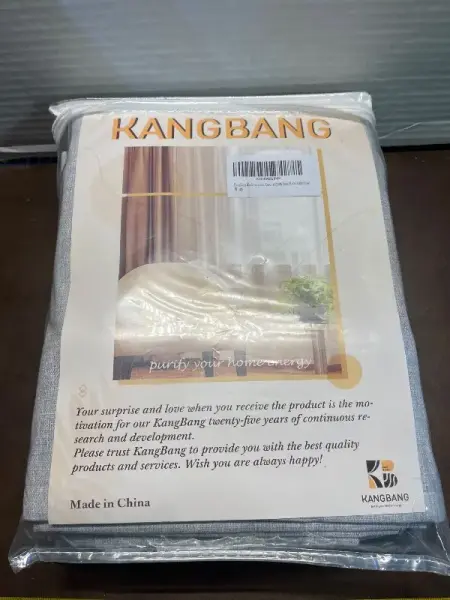 KANGBANG
purify your home energy
Your surprise and love when you receive the product is the mo-
tivation for our KangBang twenty-five years of continuous re-
search and development.
Please trust KangBang to provide you with the best quality
products and services. Wish you are always happy!
KANGBANG
Made in China